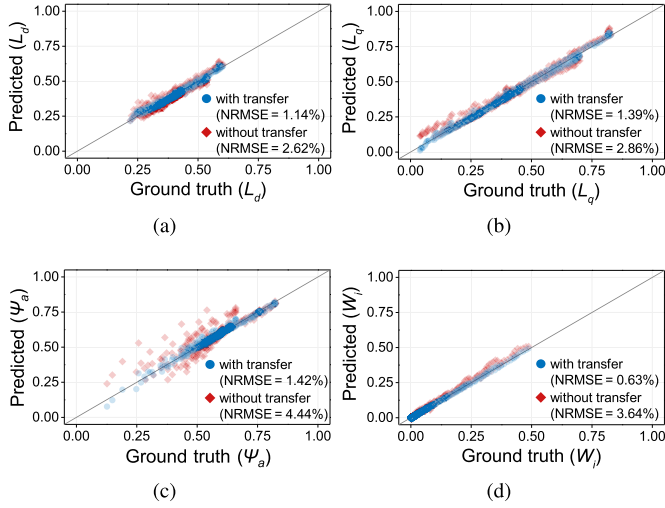 1.00
0.75
0.50
0.25
0.00
Predicted (L_d)
with transfer
(NRMSE = 1.14%)
without transfer
(NRMSE = 2.62%)
0.00 0.25 0.50 0.75 1.00
Ground truth (L_d)
(a)
1.00
0.75
0.50
0.25
0.00
Predicted (L_q)
with transfer
(NRMSE = 1.39%)
without transfer
(NRMSE = 2.86%)
0.00 0.25 0.50 0.75 1.00
Ground truth (L_q)
(b)
1.00
0.75
0.50
0.25
0.00
Predicted (Ψ_a)
with transfer
(NRMSE = 1.42%)
without transfer
(NRMSE = 4.44%)
0.00 0.25 0.50 0.75 1.00
Ground truth (Ψ_a)
(c)
1.00
0.75
0.50
0.25
0.00
Predicted (W_i)
with transfer
(NRMSE = 0.63%)
without transfer
(NRMSE = 3.64%)
0.00 0.25 0.50 0.75 1.00
Ground truth (W_i)
(d)